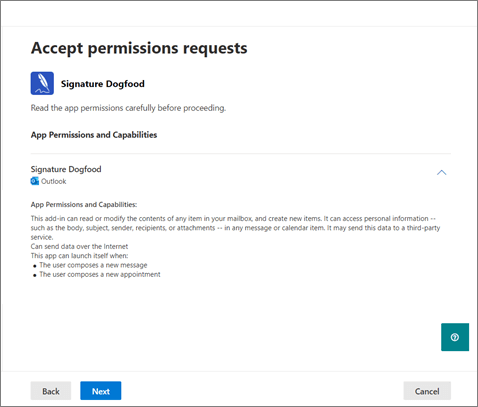 Accept permissions requests
Signature Dogfood
Read the app permissions carefully before proceeding.
App Permissions and Capabilities
Signature Dogfood
Outlook
App Permissions and Capabilities:
This add-in can read or modify the contents of any item in your mailbox, and create new items. It can access personal information --
such as the body, subject, sender, recipients, or attachments -- in any message or calendar item. It may send this data to a third-party
service.
Can send data over the Internet
This app can launch itself when:
• The user composes a new message
• The user composes a new appointment
Back
Next
Cancel